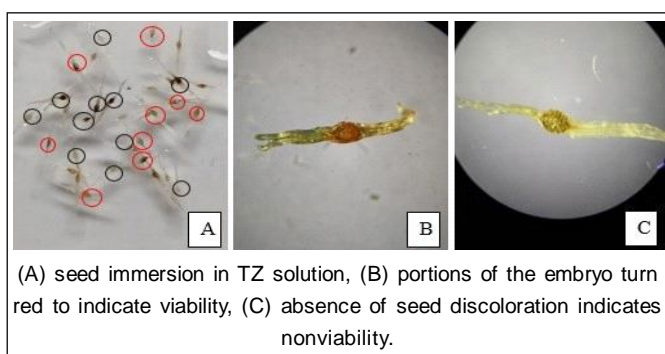 A
B
C
(A) seed immersion in TZ solution, (B) portions of the embryo turn
red to indicate viability, (C) absence of seed discoloration indicates
nonviability.